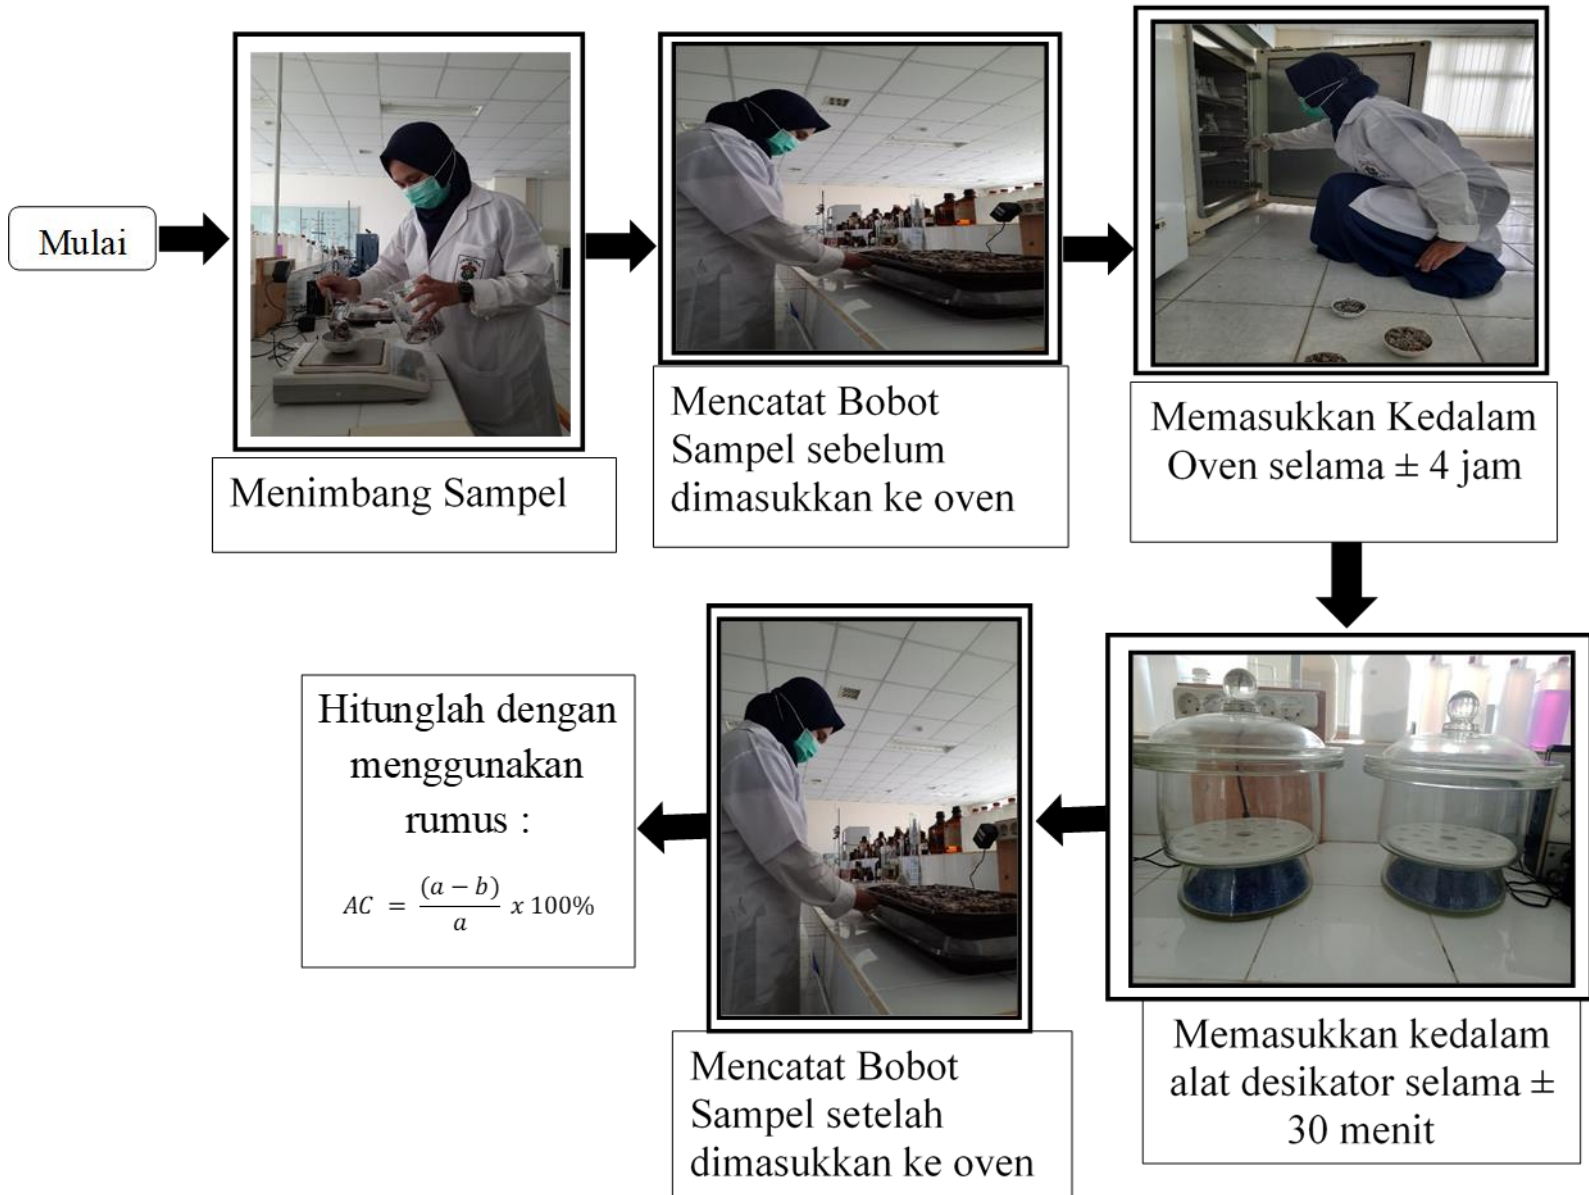 Mulai
Menimbang Sampel
Mencatat Bobot
Sampel sebelum
dimasukkan ke oven
Memasukkan Kedalam
Oven selama ± 4 jam
Memasukkan kedalam
alat desikator selama ±
30 menit
Mencatat Bobot
Sampel setelah
dimasukkan ke oven
Hitunglah dengan
menggunakan
rumus :
AC = (a − b)/a x 100%